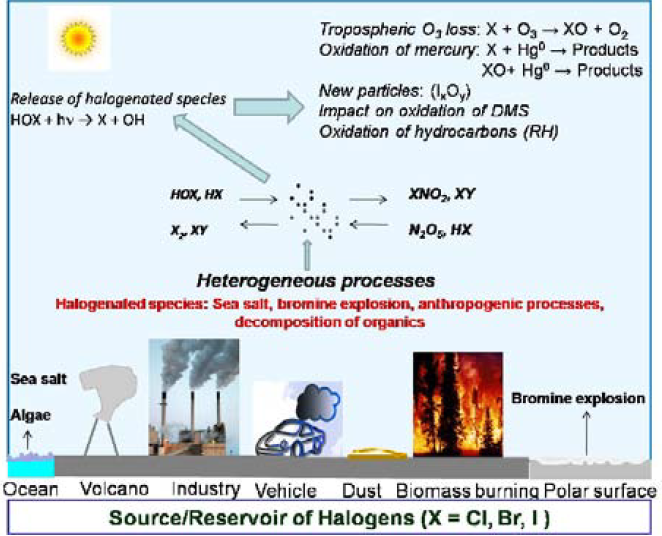 Tropospheric O₃ loss: X + O₃ → XO + O₂
Oxidation of mercury: X + Hg⁰ → Products
XO+ Hg⁰ → Products
Release of halogenated species
HOX + hν → X + OH
New particles: (IₓOᵧ)
Impact on oxidation of DMS
Oxidation of hydrocarbons (RH)
HOX, HX
XNO₂, XY
X₂, XY
N₂O₅, HX
Heterogeneous processes
Halogenated species: Sea salt, bromine explosion, anthropogenic processes,
decomposition of organics
Sea salt
Algae
Bromine explosion
Ocean Volcano Industry Vehicle Dust Biomass burning Polar surface
Source/Reservoir of Halogens (X = Cl, Br, I )